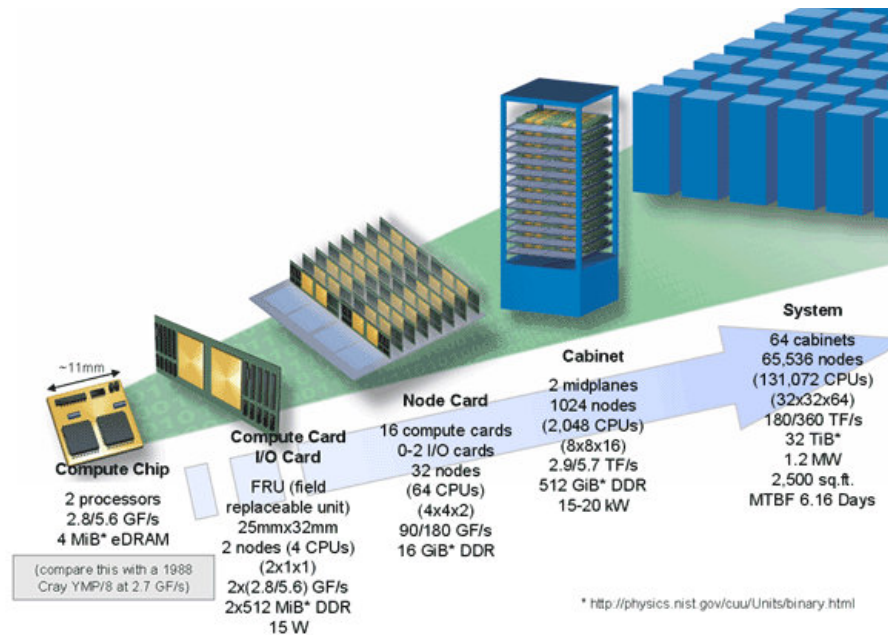 ~11mm
Compute Chip
2 processors
2.8/5.6 GF/s
4 MiB* eDRAM
(compare this with a 1988
Cray YMP/8 at 2.7 GF/s)
Compute Card
I/O Card
FRU (field
replaceable unit)
25mmx32mm
2 nodes (4 CPUs)
(2x1x1)
2x(2.8/5.6) GF/s
2x512 MiB* DDR
15 W
Node Card
16 compute cards
0-2 I/O cards
32 nodes
(64 CPUs)
(4x4x2)
90/180 GF/s
16 GiB* DDR
Cabinet
2 midplanes
1024 nodes
(2,048 CPUs)
(8x8x16)
2.9/5.7 TF/s
512 GiB* DDR
15-20 kW
System
64 cabinets
65,536 nodes
(131,072 CPUs)
(32x32x64)
180/360 TF/s
32 TiB*
1.2 MW
2,500 sq.ft.
MTBF 6.16 Days
* http://physics.nist.gov/cuu/Units/binary.html